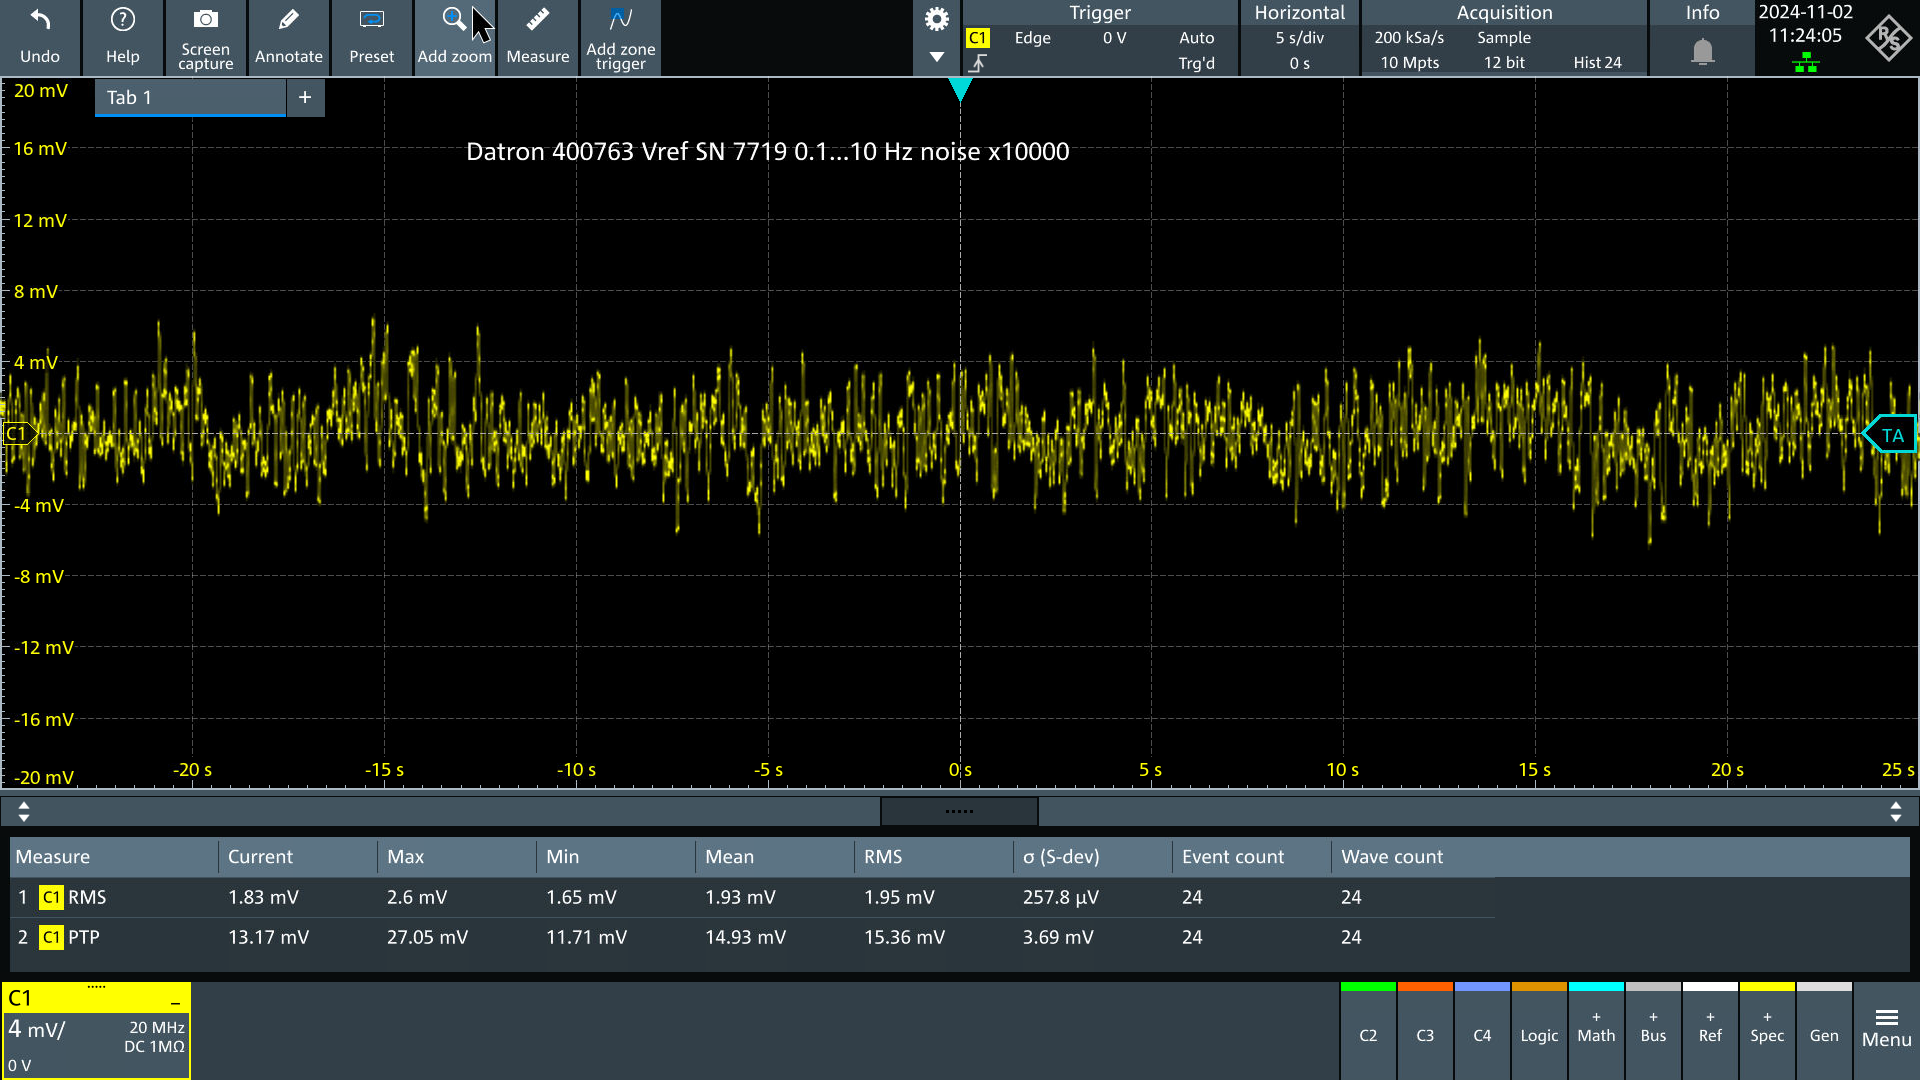 Undo
Help
Screen capture
Annotate
Preset
Add zoom
Measure
Add zone trigger
Trigger
C1 Edge 0 V Auto
Trg'd
Horizontal
5 s/div
0 s
Acquisition
200 kSa/s Sample
10 Mpts 12 bit Hist 24
Info
2024-11-02
11:24:05
R&S
Tab 1 +
Datron 400763 Vref SN 7719 0.1...10 Hz noise x10000
20 mV
16 mV
12 mV
8 mV
4 mV
C1
TA
-4 mV
-8 mV
-12 mV
-16 mV
-20 mV
-20 s -15 s -10 s -5 s 0 s 5 s 10 s 15 s 20 s 25 s
Measure Current Max Min Mean RMS σ (S-dev) Event count Wave count
1 C1 RMS 1.83 mV 2.6 mV 1.65 mV 1.93 mV 1.95 mV 257.8 µV 24 24
2 C1 PTP 13.17 mV 27.05 mV 11.71 mV 14.93 mV 15.36 mV 3.69 mV 24 24
C1
4 mV/ 20 MHz
DC 1MΩ
0 V
C2
C3
C4
Logic
+ Math
+ Bus
+ Ref
+ Spec
Gen
Menu